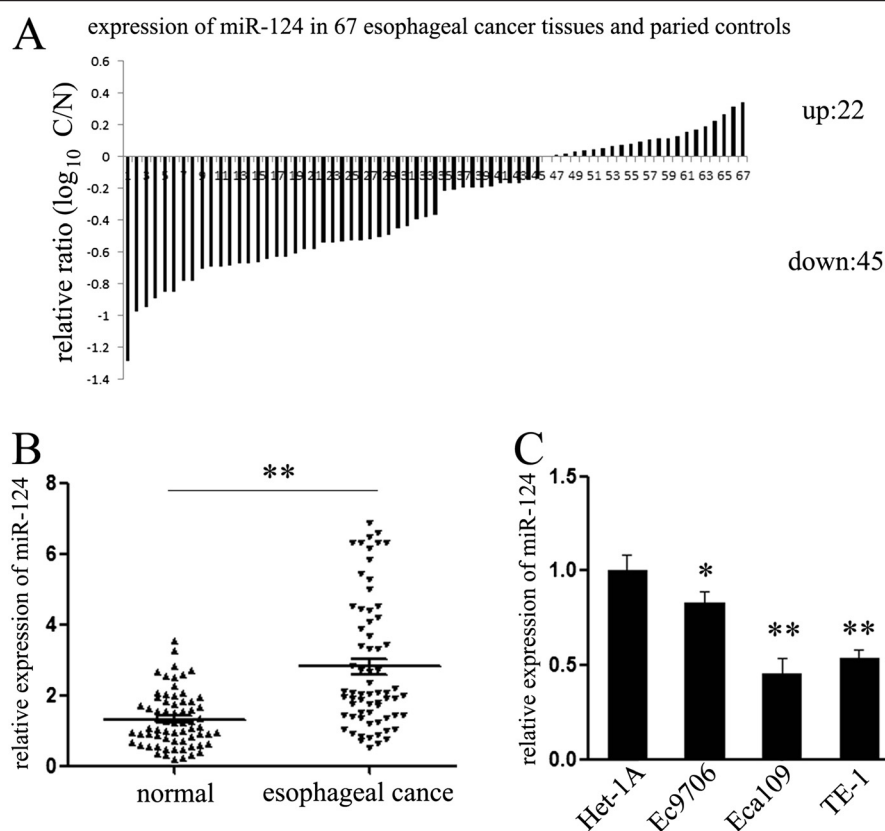 A
expression of miR-124 in 67 esophageal cancer tissues and paried controls
relative ratio (log10 C/N)
0.6
0.4
0.2
0
-0.2
-0.4
-0.6
-0.8
-1
-1.2
-1.4
1 3 5 7 9 11 13 15 17 19 21 23 25 27 29 31 33 35 37 39 41 43 45 47 49 51 53 55 57 59 61 63 65 67
up:22
down:45
B
relative expression of miR-124
8
6
4
2
0
**
normal
esophageal cance
C
relative expression of miR-124
1.5
1.0
0.5
0.0
*
**
**
Het-1A
Ec9706
Eca109
TE-1